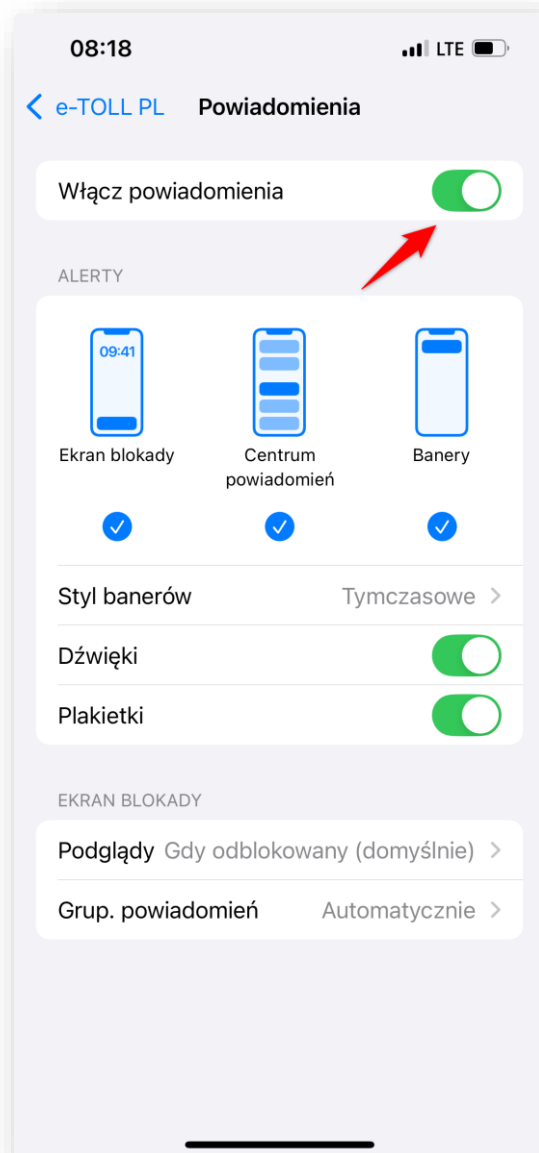 08:18 LTE
e-TOLL PL Powiadomienia
Włącz powiadomienia
ALERTY
09:41
Ekran blokady Centrum powiadomień Banery
Styl banerów Tymczasowe
Dźwięki
Plakietki
EKRAN BLOKADY
Podglądy Gdy odblokowany (domyślnie)
Grup. powiadomień Automatycznie